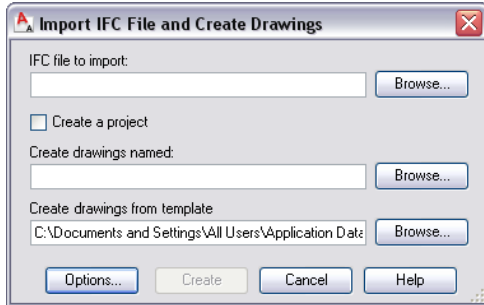 Import IFC File and Create Drawings
IFC file to import:
Browse...
Create a project
Create drawings named:
Browse...
Create drawings from template
C:\Documents and Settings\All Users\Application Data Browse...
Options... Create Cancel Help